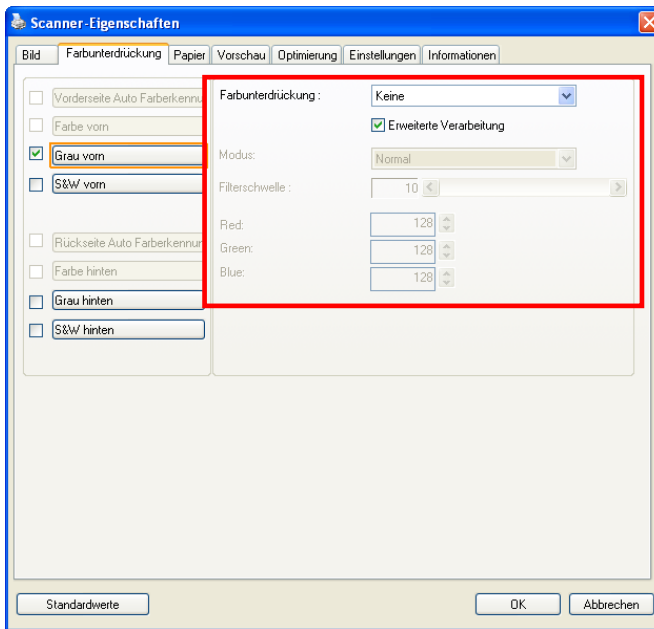 Scanner-Eigenschaften
Bild Farbunterdrückung Papier Vorschau Optimierung Einstellungen Informationen
Vorderseite Auto Farberkennu
Farbe vorn
Grau vorn
S&W vorn
Rückseite Auto Farberkennun
Farbe hinten
Grau hinten
S&W hinten
Farbunterdrückung : Keine
Erweiterte Verarbeitung
Modus: Normal
Filterschwelle : 10
Red: 128
Green: 128
Blue: 128
Standardwerte OK Abbrechen